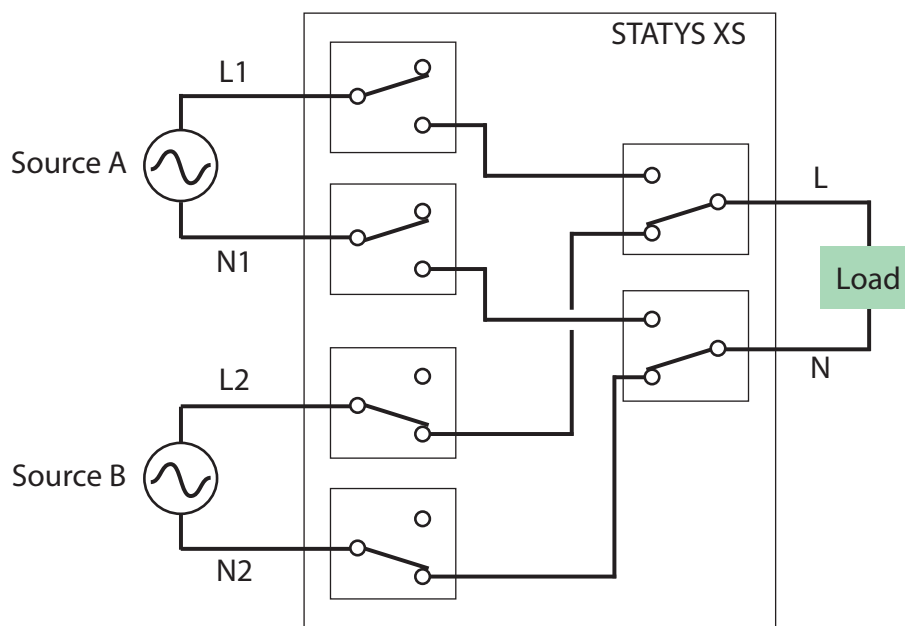 STATYS XS
L1
Source A
N1
L
Load
N
L2
Source B
N2